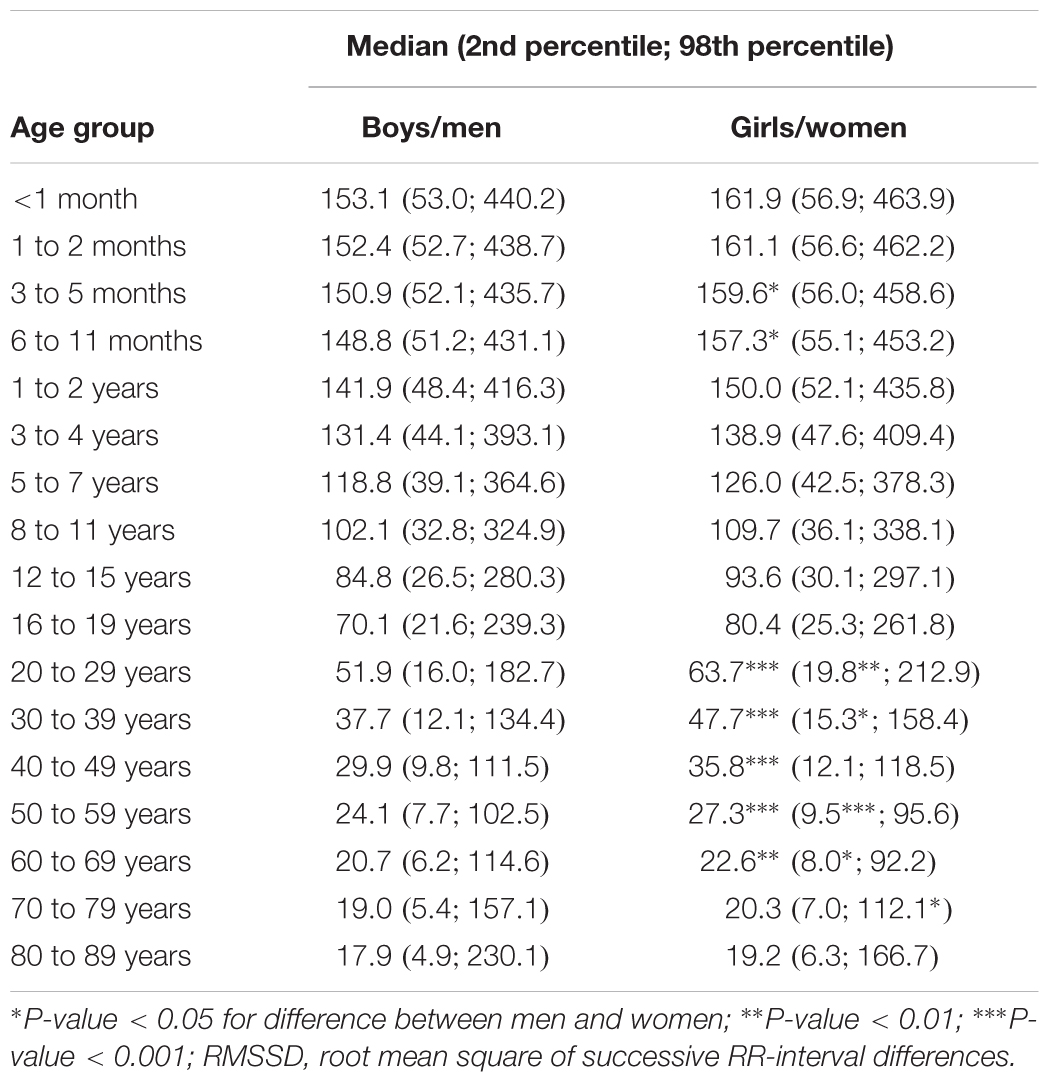 Median (2nd percentile; 98th percentile)
Age group Boys/men Girls/women
<1 month 153.1 (53.0; 440.2) 161.9 (56.9; 463.9)
1 to 2 months 152.4 (52.7; 438.7) 161.1 (56.6; 462.2)
3 to 5 months 150.9 (52.1; 435.7) 159.6* (56.0; 458.6)
6 to 11 months 148.8 (51.2; 431.1) 157.3* (55.1; 453.2)
1 to 2 years 141.9 (48.4; 416.3) 150.0 (52.1; 435.8)
3 to 4 years 131.4 (44.1; 393.1) 138.9 (47.6; 409.4)
5 to 7 years 118.8 (39.1; 364.6) 126.0 (42.5; 378.3)
8 to 11 years 102.1 (32.8; 324.9) 109.7 (36.1; 338.1)
12 to 15 years 84.8 (26.5; 280.3) 93.6 (30.1; 297.1)
16 to 19 years 70.1 (21.6; 239.3) 80.4 (25.3; 261.8)
20 to 29 years 51.9 (16.0; 182.7) 63.7*** (19.8**; 212.9)
30 to 39 years 37.7 (12.1; 134.4) 47.7*** (15.3*; 158.4)
40 to 49 years 29.9 (9.8; 111.5) 35.8*** (12.1; 118.5)
50 to 59 years 24.1 (7.7; 102.5) 27.3*** (9.5***; 95.6)
60 to 69 years 20.7 (6.2; 114.6) 22.6** (8.0*; 92.2)
70 to 79 years 19.0 (5.4; 157.1) 20.3 (7.0; 112.1*)
80 to 89 years 17.9 (4.9; 230.1) 19.2 (6.3; 166.7)
*P-value < 0.05 for difference between men and women; **P-value < 0.01; ***P-
value < 0.001; RMSSD, root mean square of successive RR-interval differences.